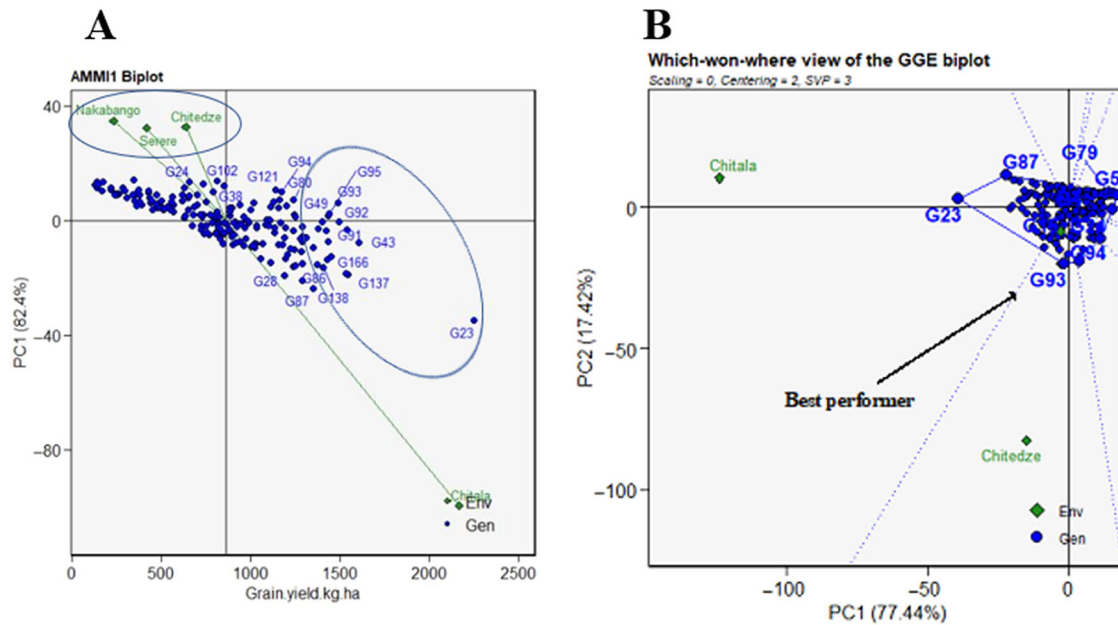 A
AMMI1 Biplot
40
0
−40
−80
PC1 (82.4%)
Nakabango
Chitedze
Serere
G24
G102
G38
G121
G94
G80
G95
G93
G49
G92
G91
G43
G166
G28
G86
G137
G87
G138
G23
Chitala
Env
Gen
0
500
1000
1500
2000
2500
Grain.yield.kg.ha
B
Which-won-where view of the GGE biplot
Scaling = 0, Centering = 2, SVP = 3
0
−50
−100
PC2 (17.42%)
Chitala
G87
G79
G23
G94
G93
Best performer
Chitedze
Env
Gen
−100
−50
0
PC1 (77.44%)